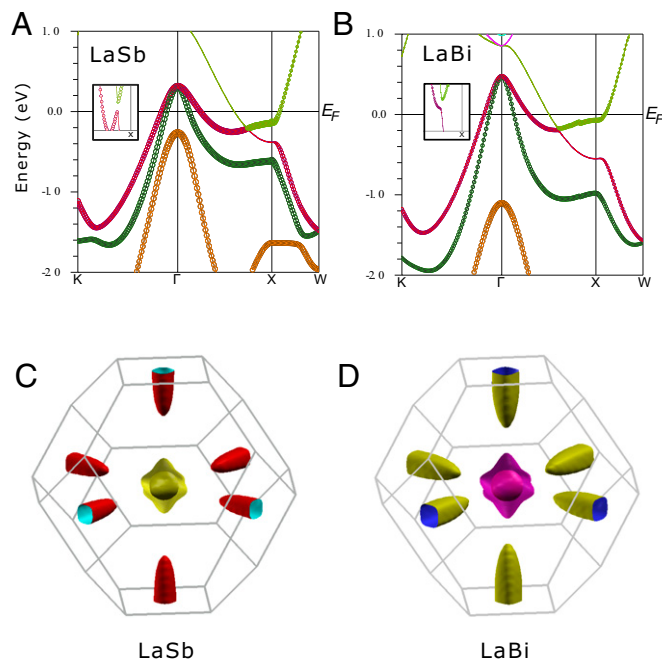 A
LaSb
Energy (eV)
1.0
0.0
-1.0
-2.0
K
Γ
X
W
X
E_F
B
LaBi
1.0
0.0
-1.0
-2.0
K
Γ
X
W
X
E_F
C
LaSb
D
LaBi